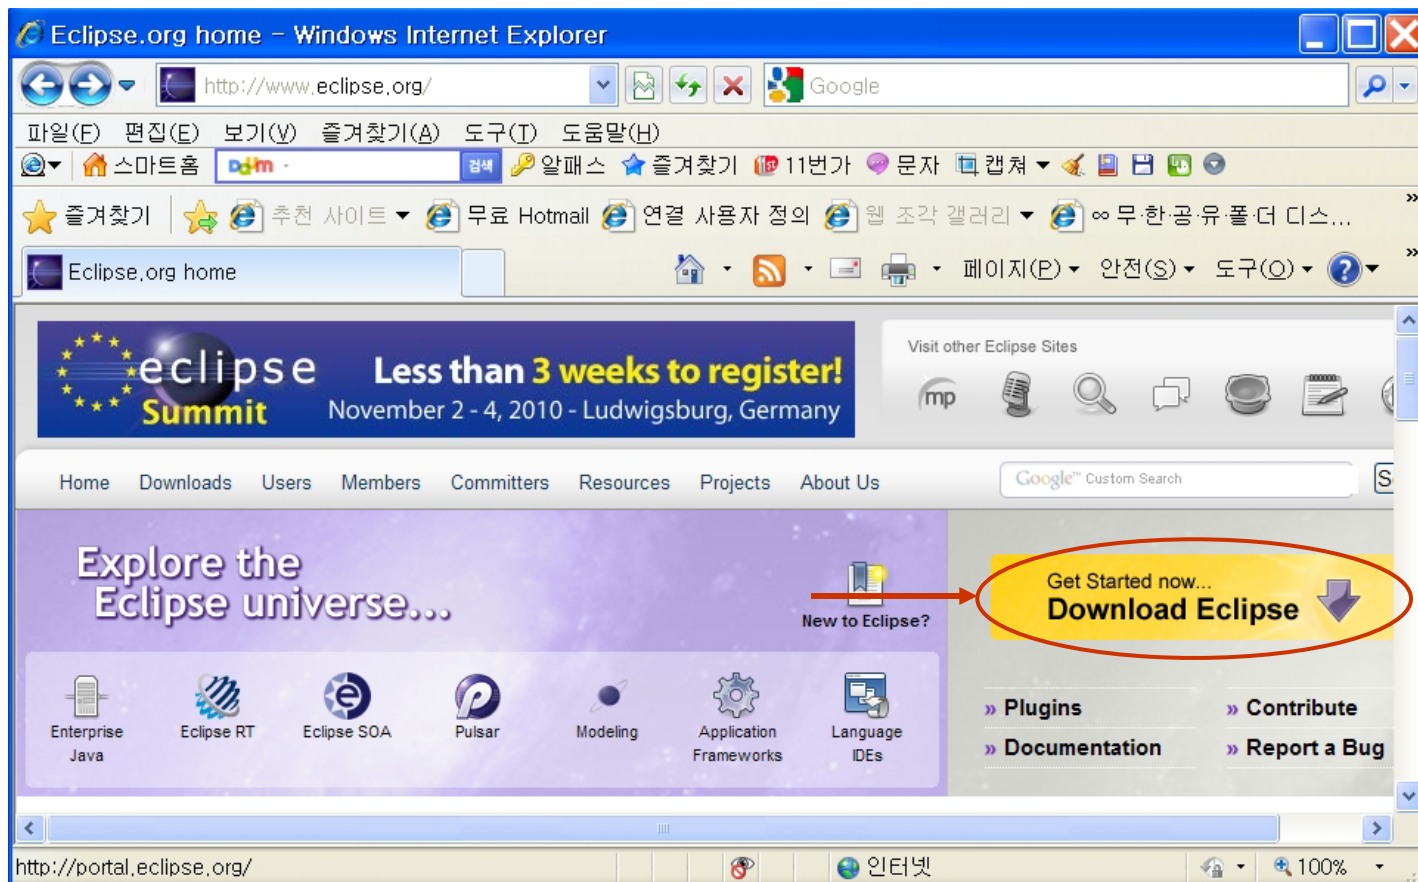 Eclipse.org home - Windows Internet Explorer
http://www.eclipse.org/
Google
파일(F) 편집(E) 보기(V) 즐겨찾기(A) 도구(T) 도움말(H)
스마트홈 Daum 검색 알패스 즐겨찾기 11번가 문자 캡쳐
즐겨찾기 추천 사이트 무료 Hotmail 연결 사용자 정의 웹 조각 갤러리 ∞무·한·공·유·폴·더 디스...
Eclipse.org home
페이지(P) 안전(S) 도구(O)
eclipse
Summit
Less than 3 weeks to register!
November 2 - 4, 2010 - Ludwigsburg, Germany
Visit other Eclipse Sites
mp
Home Downloads Users Members Committers Resources Projects About Us
Google™ Custom Search
Explore the
Eclipse universe...
New to Eclipse?
Get Started now...
Download Eclipse
Enterprise Java
Eclipse RT
Eclipse SOA
Pulsar
Modeling
Application Frameworks
Language IDEs
» Plugins
» Contribute
» Documentation
» Report a Bug
http://portal.eclipse.org/
인터넷
100%